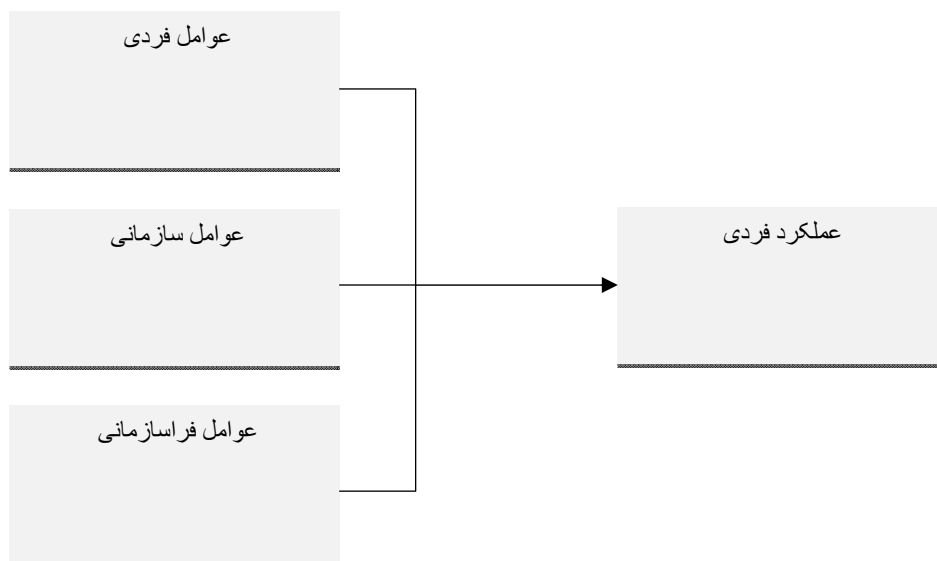 عوامل فردی
عوامل سازمانی
عملکرد فردی
عوامل فراسازمانی